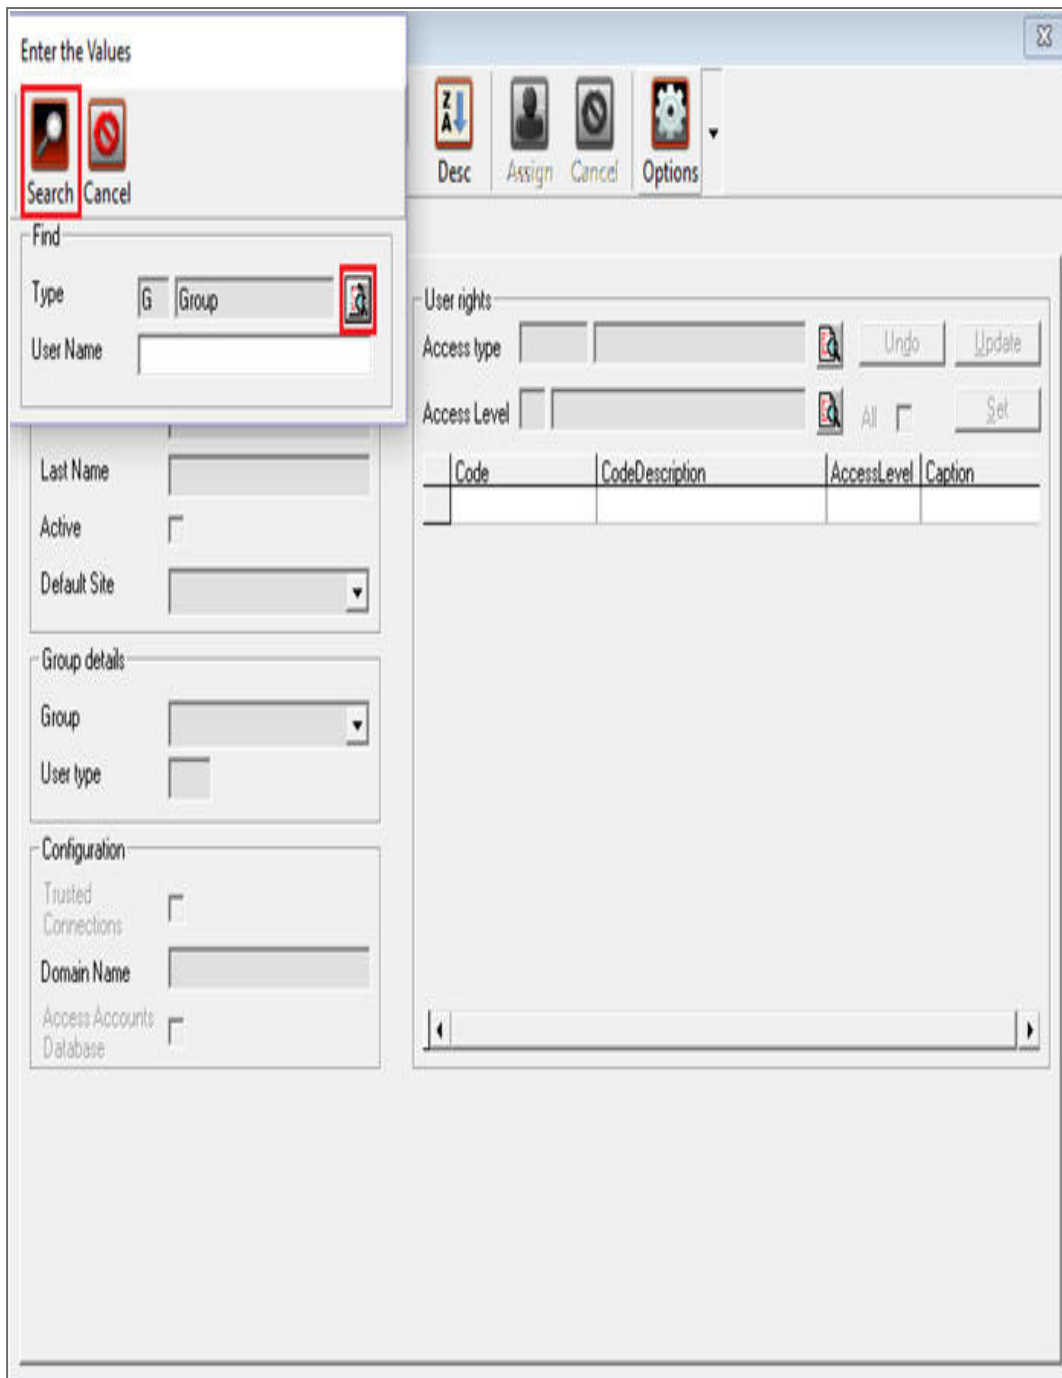 Enter the Values
Search Cancel
Find
Type G Group
User Name
Z
A
Desc Assign Cancel Options
Last Name
Active
Default Site
Group details
Group
User type
Configuration
Trusted
Connections
Domain Name
Access Accounts
Database
User rights
Access type Undo Update
Access Level All Set
Code CodeDescription AccessLevel Caption